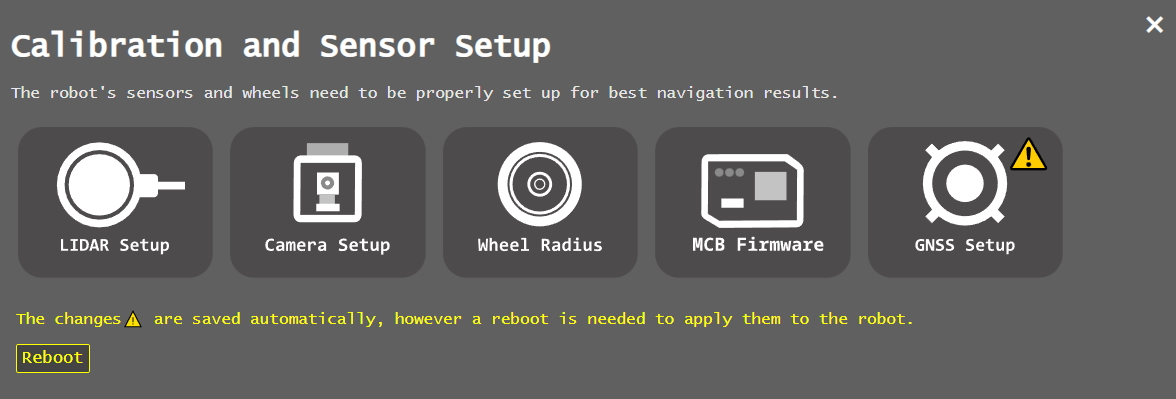 Calibration and Sensor Setup
The robot's sensors and wheels need to be properly set up for best navigation results.
LIDAR Setup
Camera Setup
Wheel Radius
MCB Firmware
GNSS Setup
The changes⚠ are saved automatically, however a reboot is needed to apply them to the robot.
Reboot